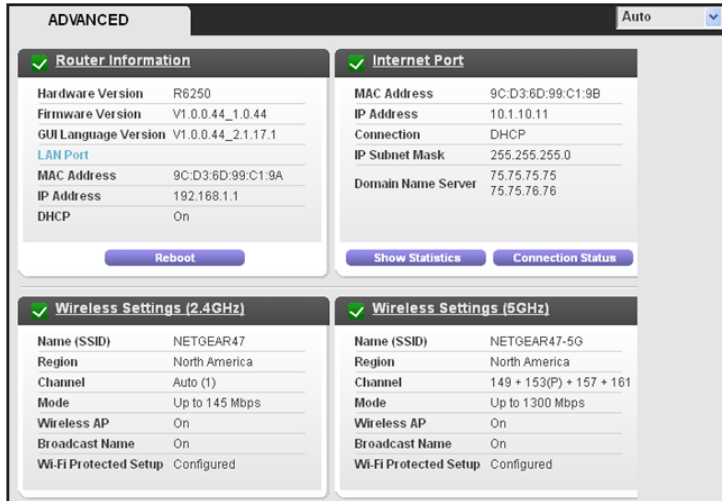 ADVANCED
Auto
Router Information
Hardware Version R6250
Firmware Version V1.0.0.44_1.0.44
GUI Language Version V1.0.0.44_2.1.17.1
LAN Port
MAC Address 9C:D3:6D:99:C1:9A
IP Address 192.168.1.1
DHCP On
Reboot
Internet Port
MAC Address 9C:D3:6D:99:C1:9B
IP Address 10.1.10.11
Connection DHCP
IP Subnet Mask 255.255.255.0
Domain Name Server 75.75.75.75
75.75.76.76
Show Statistics Connection Status
Wireless Settings (2.4GHz)
Name (SSID) NETGEAR47
Region North America
Channel Auto (1)
Mode Up to 145 Mbps
Wireless AP On
Broadcast Name On
Wi-Fi Protected Setup Configured
Wireless Settings (5GHz)
Name (SSID) NETGEAR47-5G
Region North America
Channel 149 + 153(P) + 157 + 161
Mode Up to 1300 Mbps
Wireless AP On
Broadcast Name On
Wi-Fi Protected Setup Configured